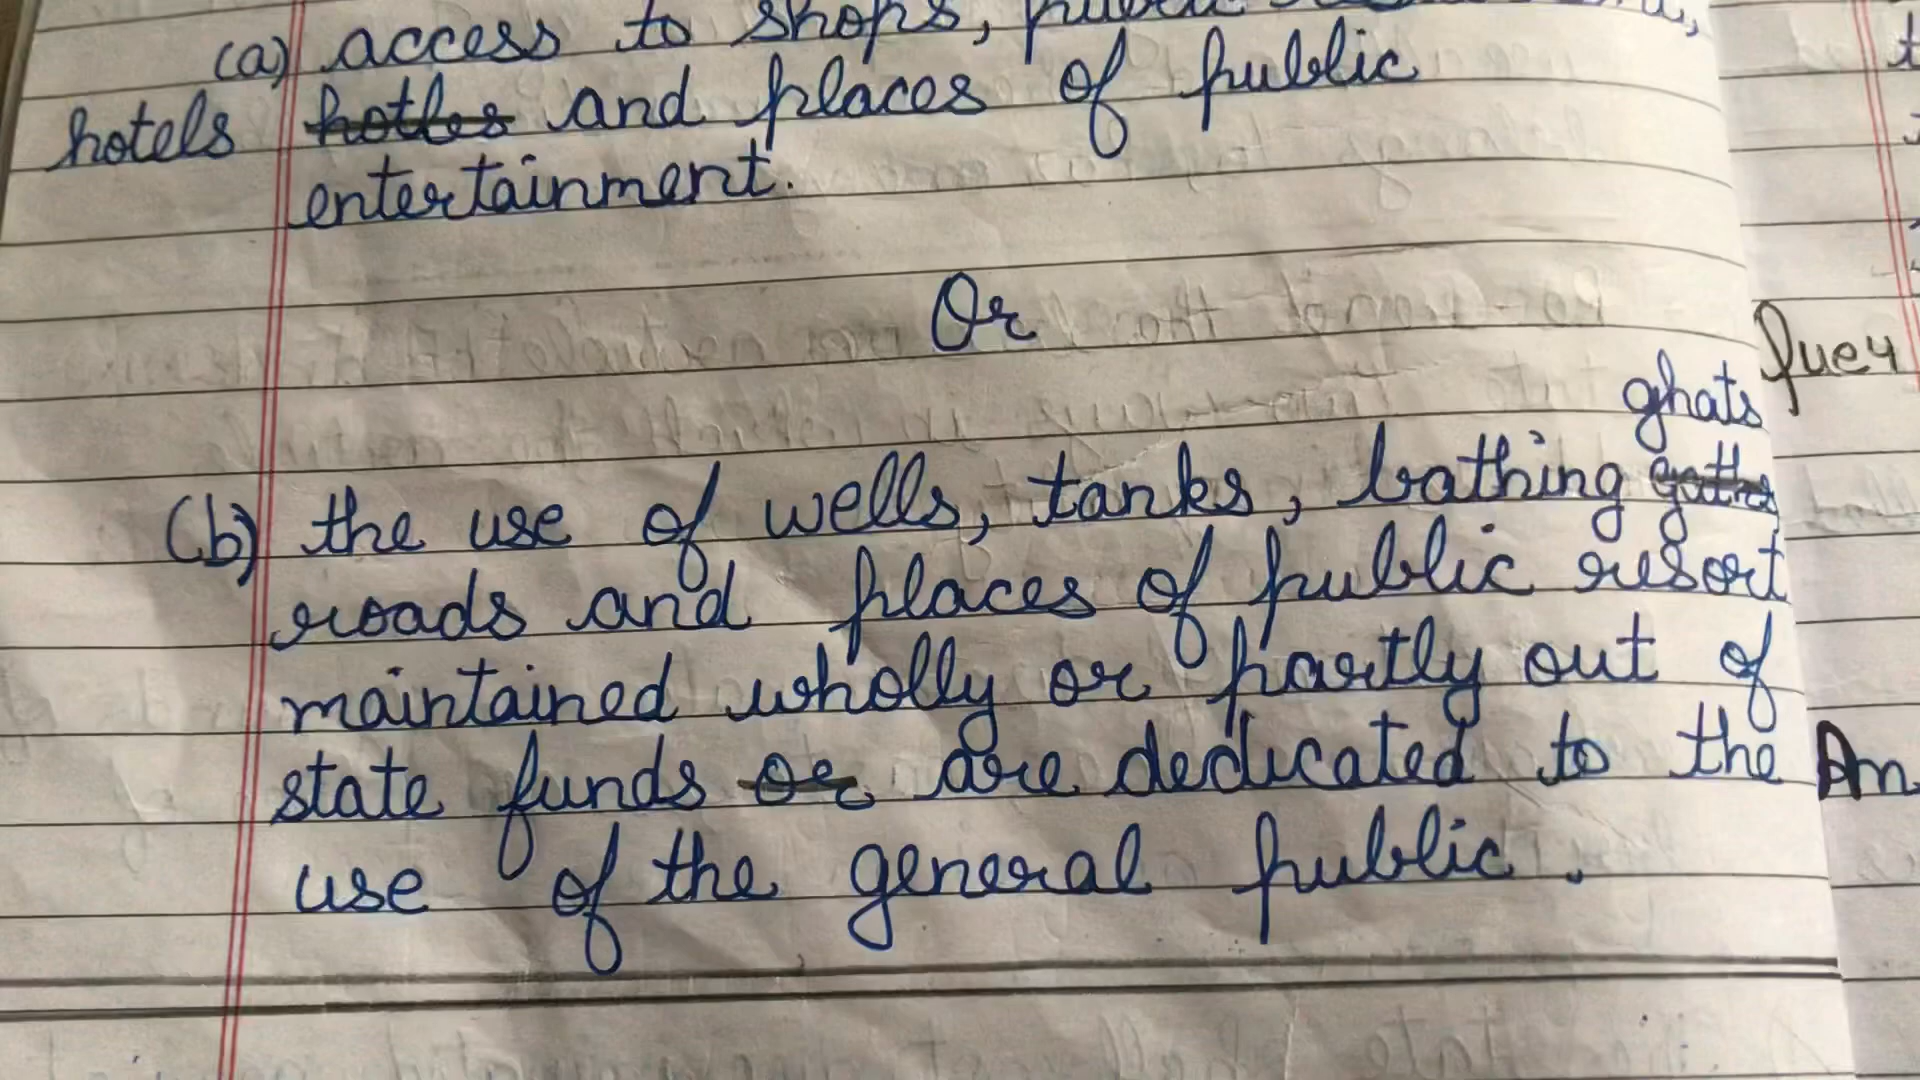 (a) access to shops, public
hotels hotles and places of public
entertainment.
Or
ghats
(b) the use of wells, tanks, bathing gaths
roads and places of public resort
maintained wholly or partly out of
state funds or are dedicated to the
use of the general public.